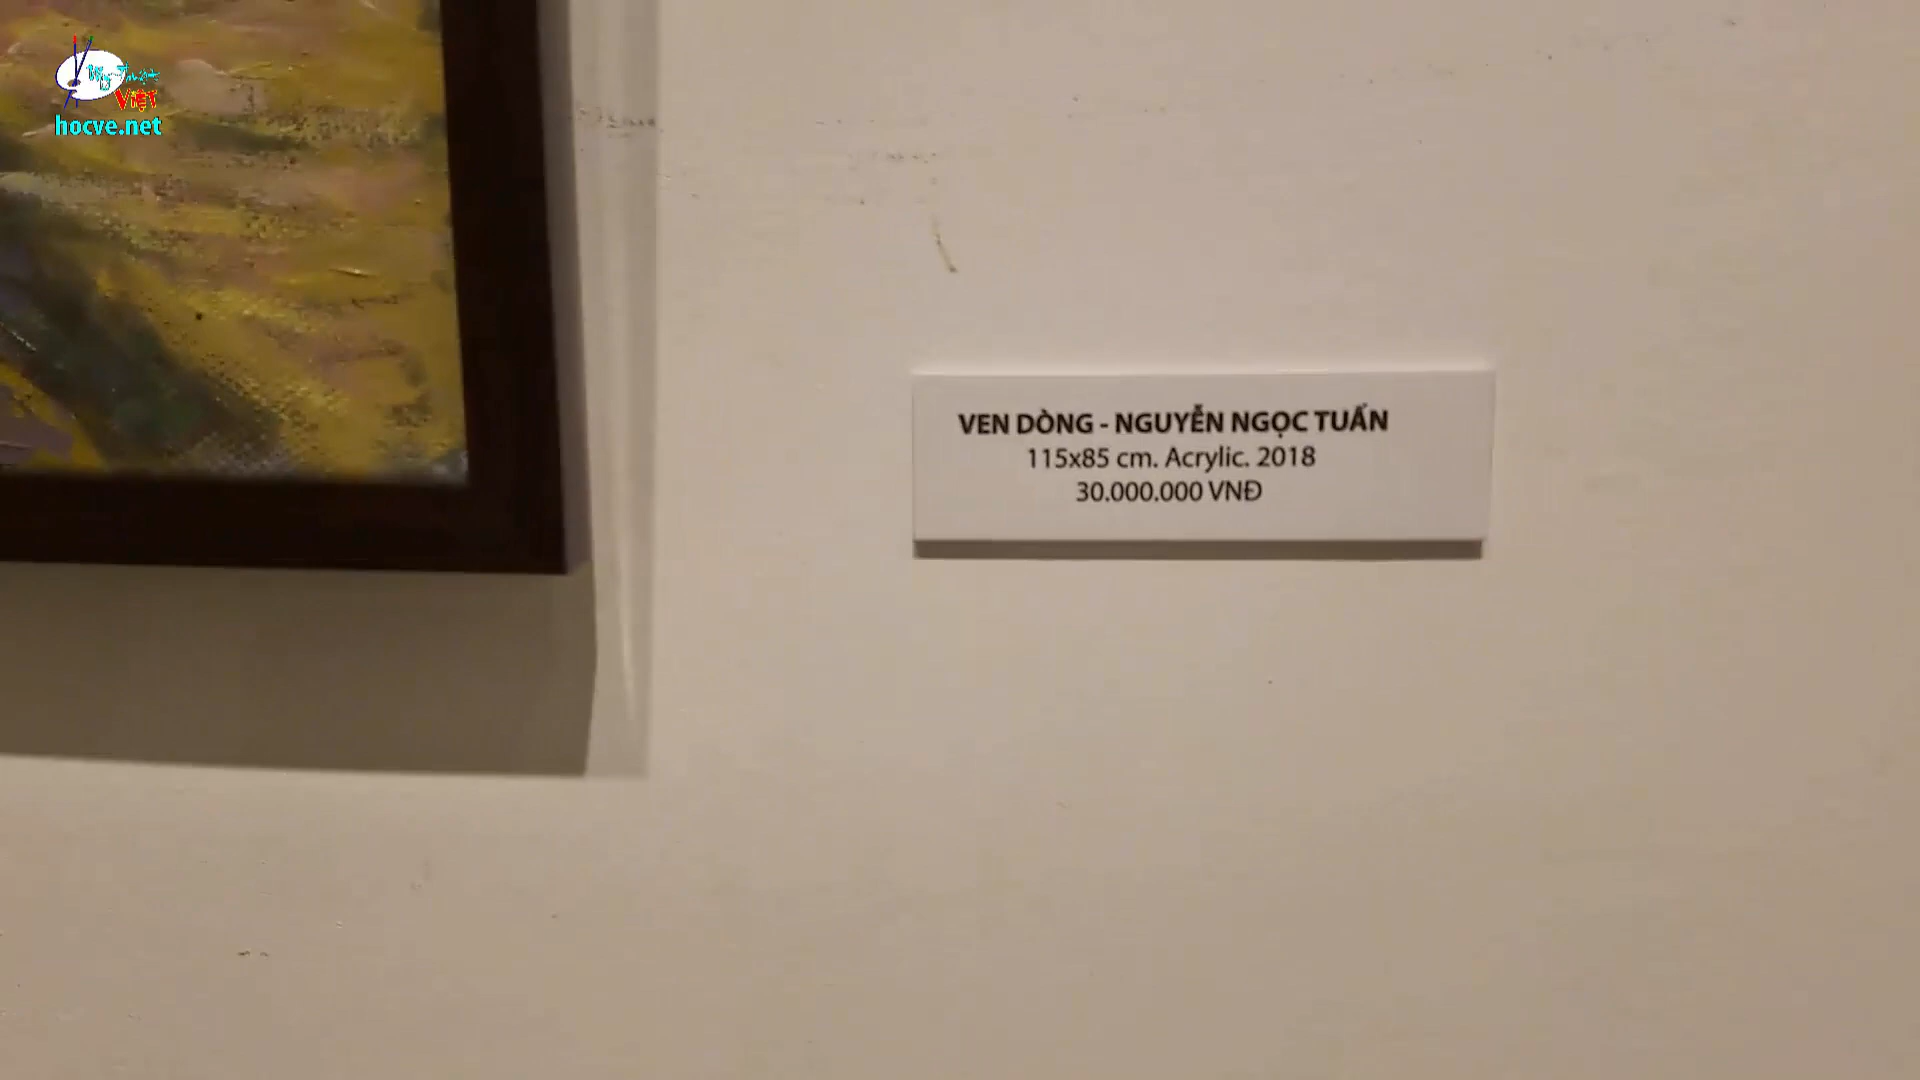 VIỆT
hocve.net
VEN DÒNG - NGUYỄN NGỌC TUẤN
115x85 cm. Acrylic. 2018
30.000.000 VNĐ